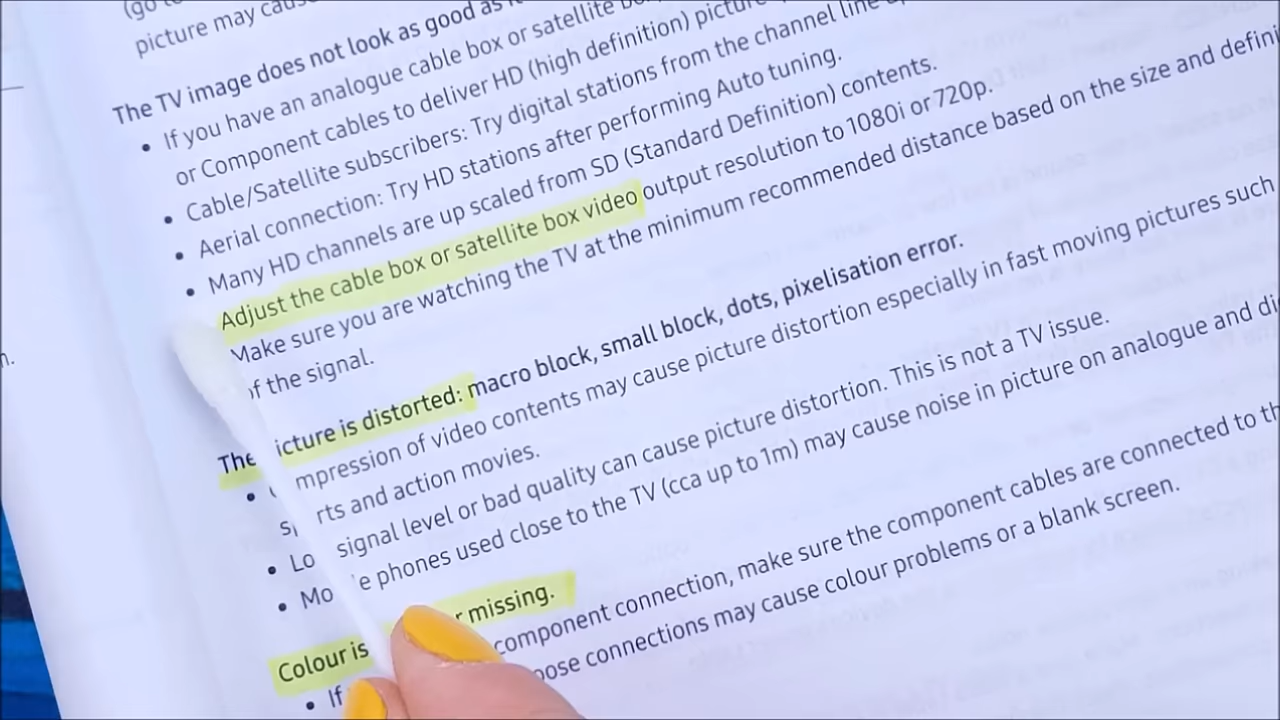 (go
picture may cause
The TV image does not look as good as
• If you have an analogue cable box or satellite
or Component cables to deliver HD (high definition) picture
• Cable/Satellite subscribers: Try digital stations from the channel line
• Aerial connection: Try HD stations after performing Auto tuning.
• Many HD channels are up scaled from SD (Standard Definition) contents.
Adjust the cable box or satellite box video output resolution to 1080i or 720p.
Make sure you are watching the TV at the minimum recommended distance based on the size and defini
of the signal.
The icture is distorted: macro block, small block, dots, pixelisation error.
• mpression of video contents may cause picture distortion especially in fast moving pictures such
rts and action movies.
• Lo signal level or bad quality can cause picture distortion. This is not a TV issue.
• Mo e phones used close to the TV (cca up to 1m) may cause noise in picture on analogue and di
Colour is r missing.
• If component connection, make sure the component cables are connected to th
oose connections may cause colour problems or a blank screen.
n.